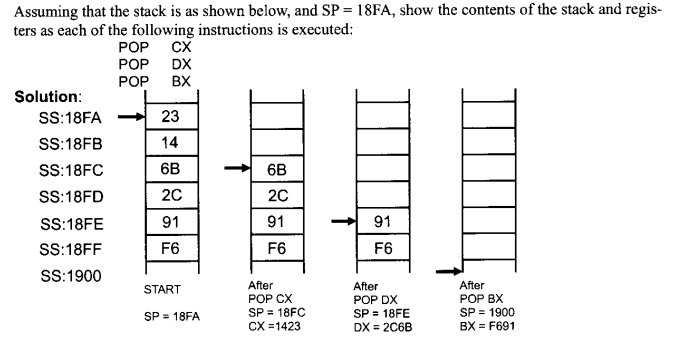 Assuming that the stack is as shown below, and SP = 18FA, show the contents of the stack and regis-
ters as each of the following instructions is executed:
POP CX
POP DX
POP BX
Solution:
SS:18FA 23
SS:18FB 14
SS:18FC 6B 6B
SS:18FD 2C 2C
SS:18FE 91 91 91
SS:18FF F6 F6 F6
SS:1900
START
SP = 18FA
After
POP CX
SP = 18FC
CX =1423
After
POP DX
SP = 18FE
DX = 2C6B
After
POP BX
SP = 1900
BX = F691